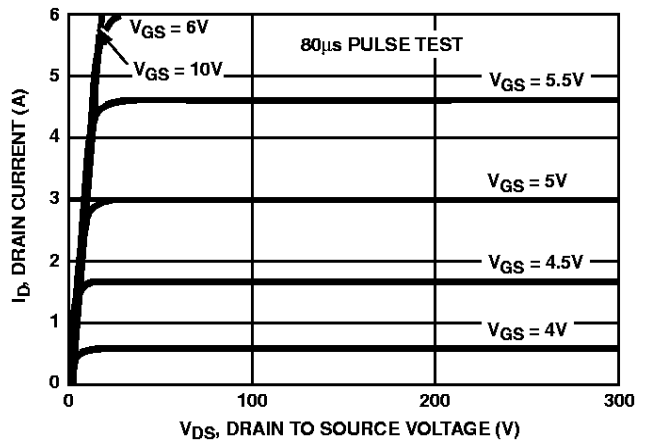 6
VGS = 6V
80µs PULSE TEST
VGS = 10V
VGS = 5.5V
5
4
VGS = 5V
3
2
VGS = 4.5V
1
VGS = 4V
0
0
100
200
300
ID, DRAIN CURRENT (A)
VDS, DRAIN TO SOURCE VOLTAGE (V)